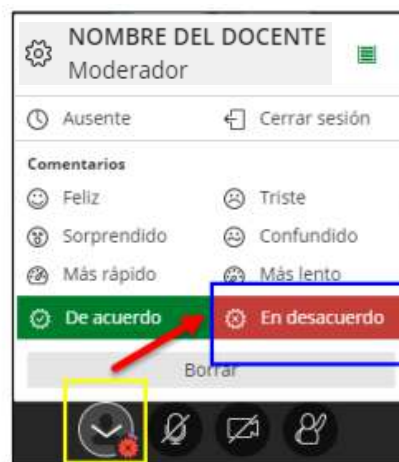 NOMBRE DEL DOCENTE
Moderador
Ausente Cerrar sesión
Comentarios
Feliz Triste
Sorprendido Confundido
Más rápido Más lento
De acuerdo En desacuerdo
Borrar